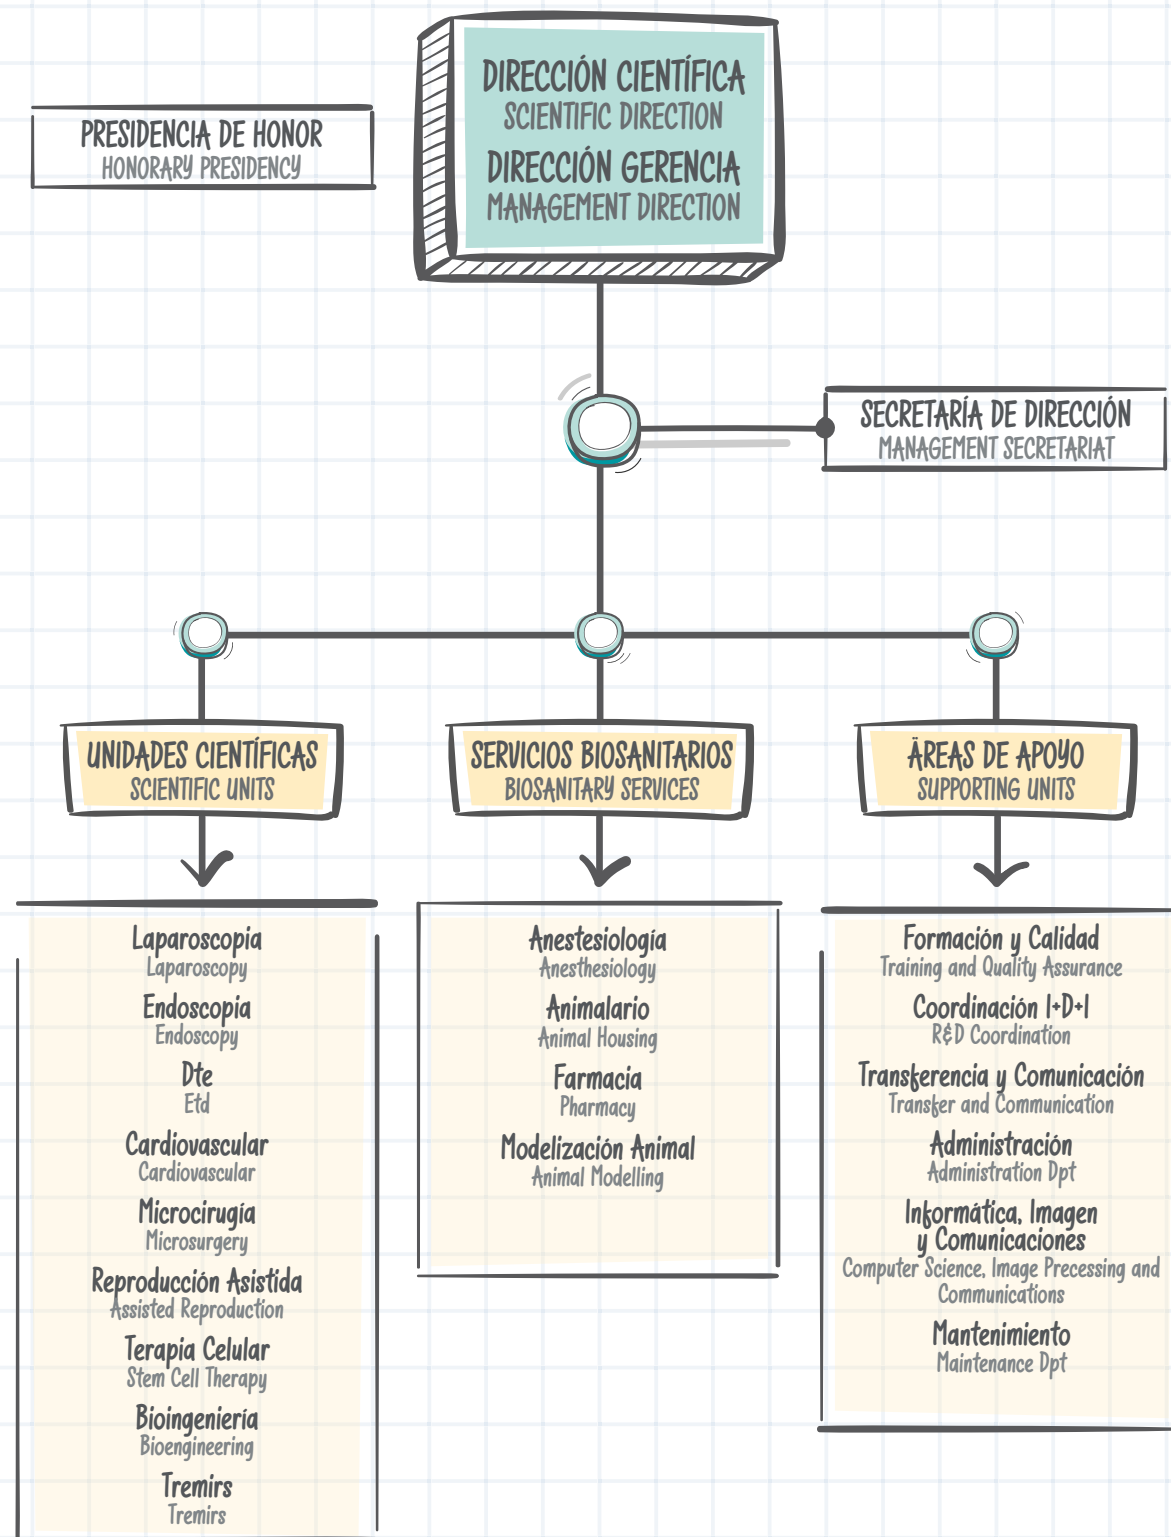 DIRECCIÓN CIENTÍFICA
SCIENTIFIC DIRECTION
DIRECCIÓN GERENCIA
MANAGEMENT DIRECTION
PRESIDENCIA DE HONOR
HONORARY PRESIDENCY
SECRETARÍA DE DIRECCIÓN
MANAGEMENT SECRETARIAT
UNIDADES CIENTÍFICAS
SCIENTIFIC UNITS
SERVICIOS BIOSANITARIOS
BIOSANITARY SERVICES
ÄREAS DE APOYO
SUPPORTING UNITS
Laparoscopia
Laparoscopy
Endoscopia
Endoscopy
Dte
Etd
Cardiovascular
Cardiovascular
Microcirugía
Microsurgery
Reproducción Asistida
Assisted Reproduction
Terapia Celular
Stem Cell Therapy
Bioingeniería
Bioengineering
Tremirs
Tremirs
Anestesiología
Anesthesiology
Animalario
Animal Housing
Farmacia
Pharmacy
Modelización Animal
Animal Modelling
Formación y Calidad
Training and Quality Assurance
Coordinación I+D+I
R&D Coordination
Transferencia y Comunicación
Transfer and Communication
Administración
Administration Dpt
Informática, Imagen
y Comunicaciones
Computer Science, Image Precessing and
Communications
Mantenimiento
Maintenance Dpt